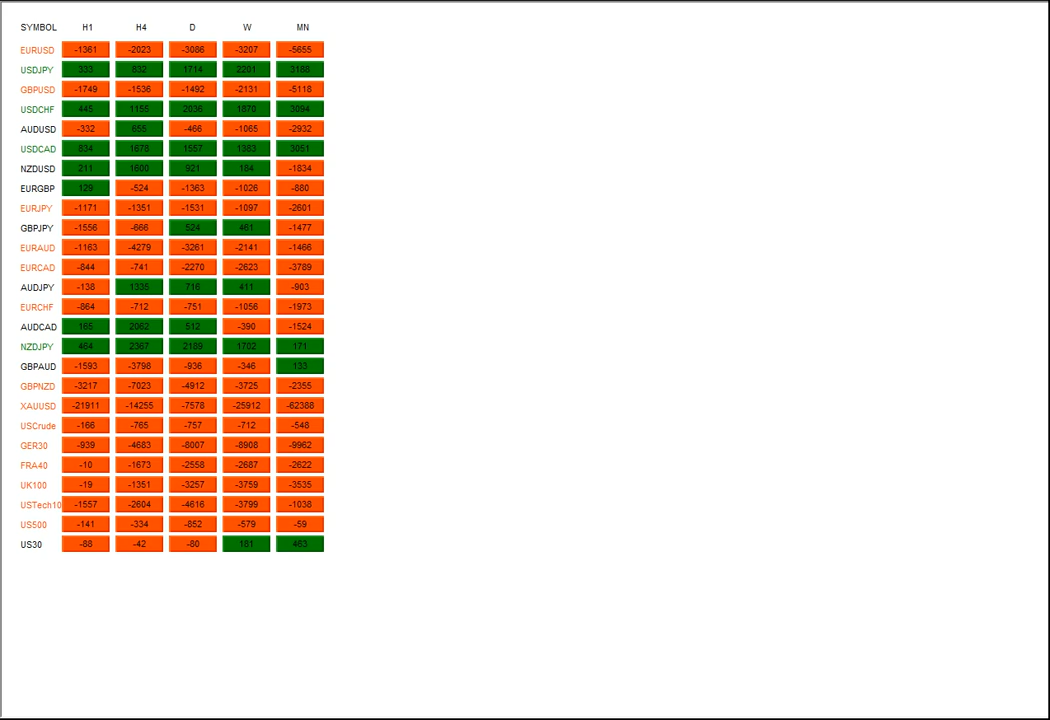 SYMBOL H1 H4 D W MN
EURUSD -1361 -2023 -3086 -3207 -5655
USDJPY 333 832 1714 2201 3188
GBPUSD -1749 -1536 -1492 -2131 -5118
USDCHF 445 1155 2036 1870 3094
AUDUSD -332 655 -466 -1065 -2932
USDCAD 834 1678 1557 1383 3051
NZDUSD 211 1600 921 184 -1834
EURGBP 129 -524 -1363 -1026 -880
EURJPY -1171 -1351 -1531 -1097 -2601
GBPJPY -1556 -666 524 461 -1477
EURAUD -1163 -4279 -3261 -2141 -1466
EURCAD -844 -741 -2270 -2623 -3789
AUDJPY -138 1335 716 411 -903
EURCHF -864 -712 -751 -1056 -1973
AUDCAD 165 2062 512 -390 -1524
NZDJPY 464 2367 2189 1702 171
GBPAUD -1593 -3798 -936 -346 133
GBPNZD -3217 -7023 -4912 -3725 -2355
XAUUSD -21911 -14255 -7578 -25912 -62388
USCrude -166 -765 -757 -712 -548
GER30 -939 -4683 -8007 -8908 -9962
FRA40 -10 -1673 -2558 -2687 -2622
UK100 -19 -1351 -3257 -3759 -3535
USTech10 -1557 -2604 -4616 -3799 -1038
US500 -141 -334 -852 -579 -59
US30 -88 -42 -80 181 463